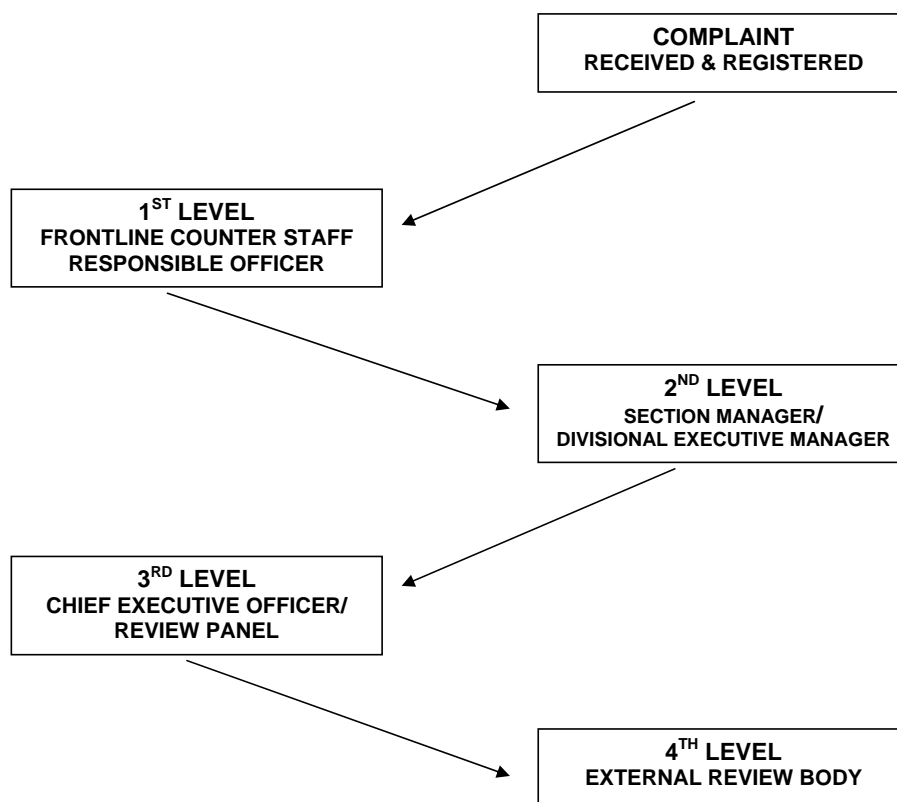 COMPLAINT
RECEIVED & REGISTERED
1ST LEVEL
FRONTLINE COUNTER STAFF
RESPONSIBLE OFFICER
2ND LEVEL
SECTION MANAGER/
DIVISIONAL EXECUTIVE MANAGER
3RD LEVEL
CHIEF EXECUTIVE OFFICER/
REVIEW PANEL
4TH LEVEL
EXTERNAL REVIEW BODY